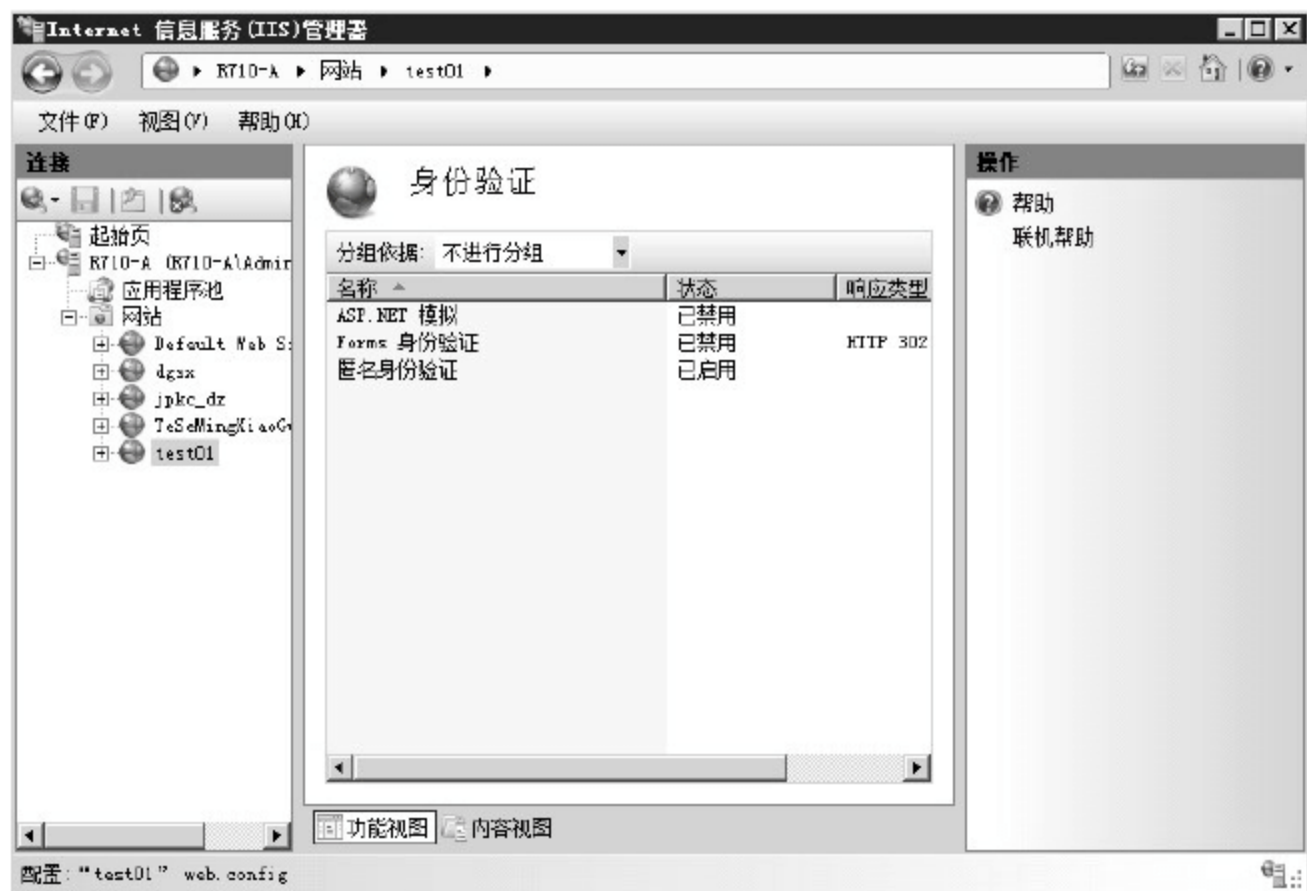 Internet 信息服务(IIS)管理器
R710-A 网站 test01
文件(F) 视图(V) 帮助(H)
连接
起始页
R710-A (R710-A\Admin
应用程序池
网站
Default Web S
dgsx
jpkc_dz
TeSeMingXiaoG
test01
身份验证
分组依据: 不进行分组
名称 状态 响应类型
ASP.NET 模拟 已禁用
Forms 身份验证 已禁用 HTTP 302
匿名身份验证 已启用
功能视图 内容视图
操作
帮助
联机帮助
配置:“test01” web.config